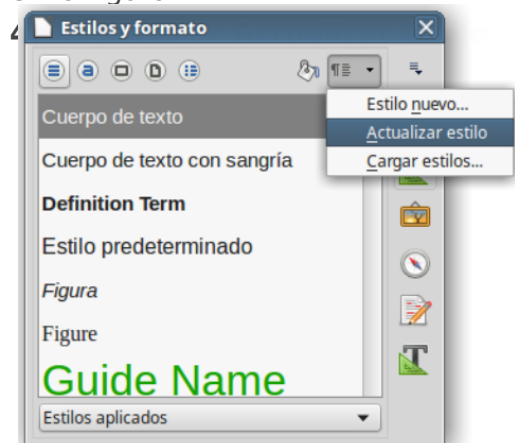 4
Estilos y formato
Estilo nuevo...
Actualizar estilo
Cargar estilos...
Cuerpo de texto
Cuerpo de texto con sangría
Definition Term
Estilo predeterminado
Figura
Figure
Guide Name
Estilos aplicados